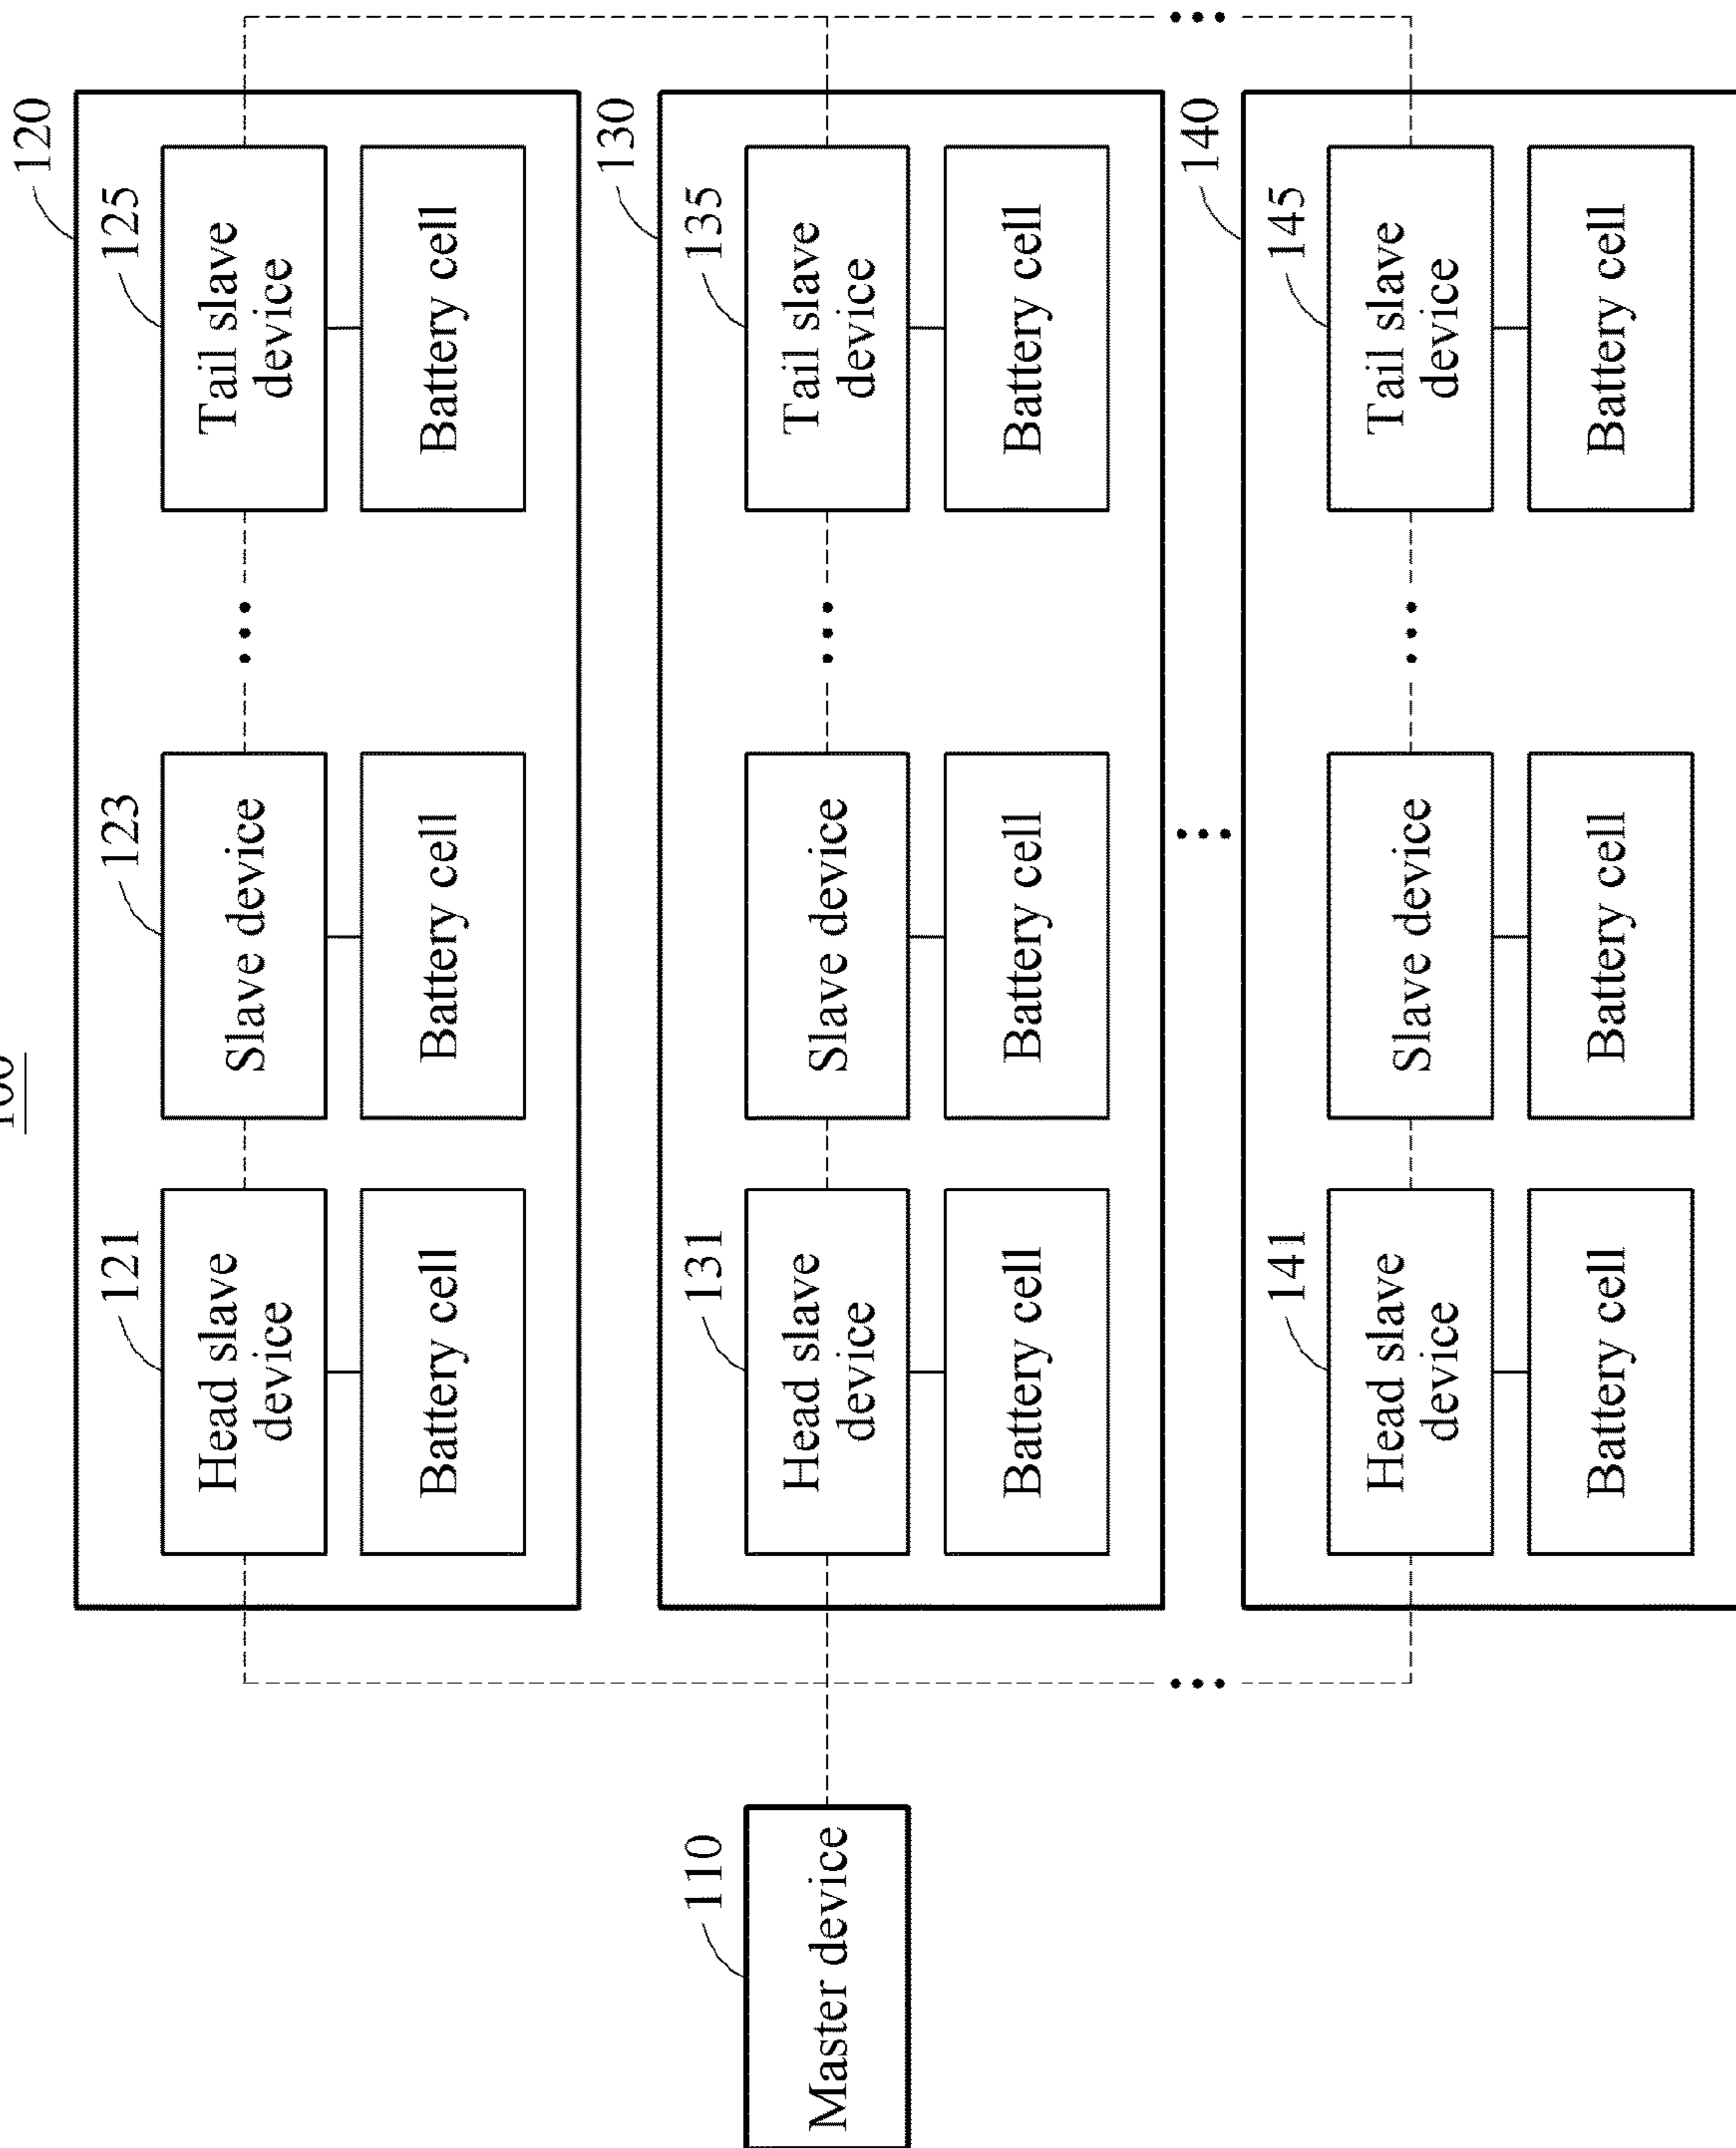 100
120
121
123
125
Head slave
device
Slave device
Tail slave
device
Battery cell
Battery cell
Battery cell
110
Master device
130
131
135
Head slave
device
Slave device
Tail slave
device
Battery cell
Battery cell
Battery cell
140
141
145
Head slave
device
Slave device
Tail slave
device
Battery cell
Battery cell
Battery cell